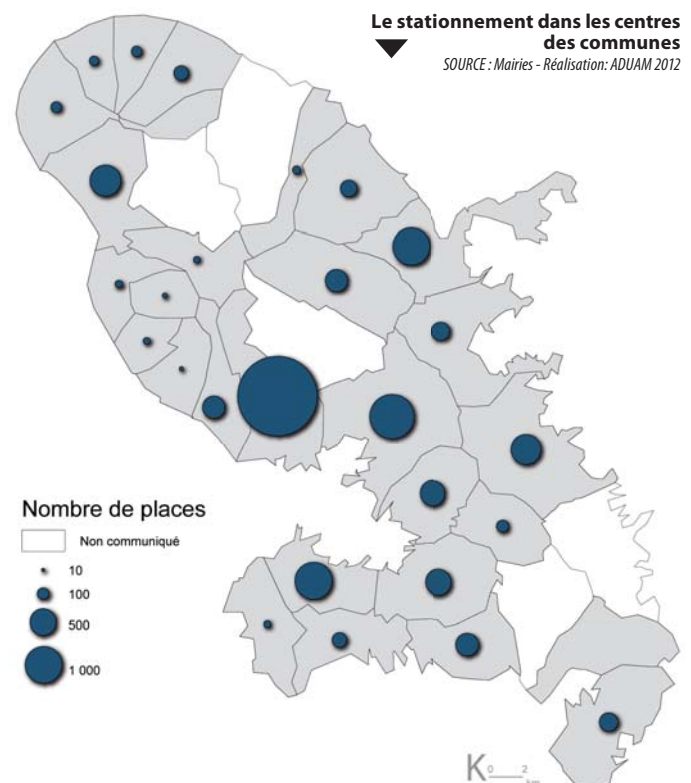 Le stationnement dans les centres
des communes
SOURCE : Mairies - Réalisation: ADUAM 2012
Nombre de places
Non communiqué
10
100
500
1 000
K 0 2
km